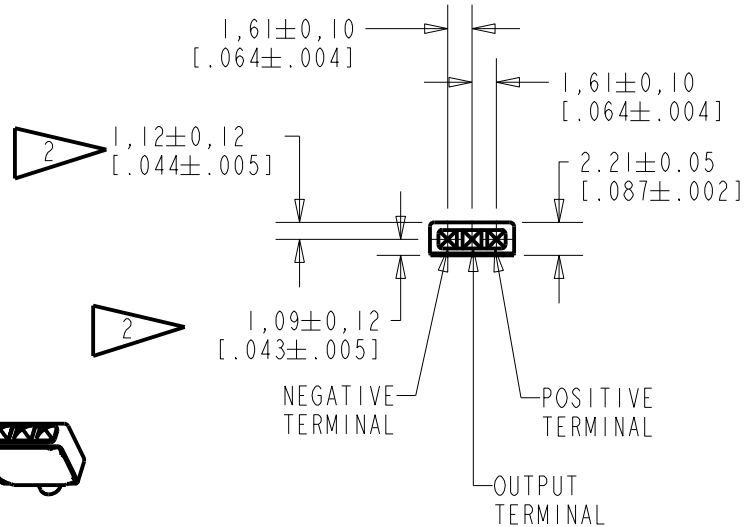 1,61±0,10
[.064±.004]
1,61±0,10
[.064±.004]
2
1,12±0,12
[.044±.005]
2.21±0.05
[.087±.002]
2
1,09±0,12
[.043±.005]
NEGATIVE
TERMINAL
POSITIVE
TERMINAL
OUTPUT
TERMINAL